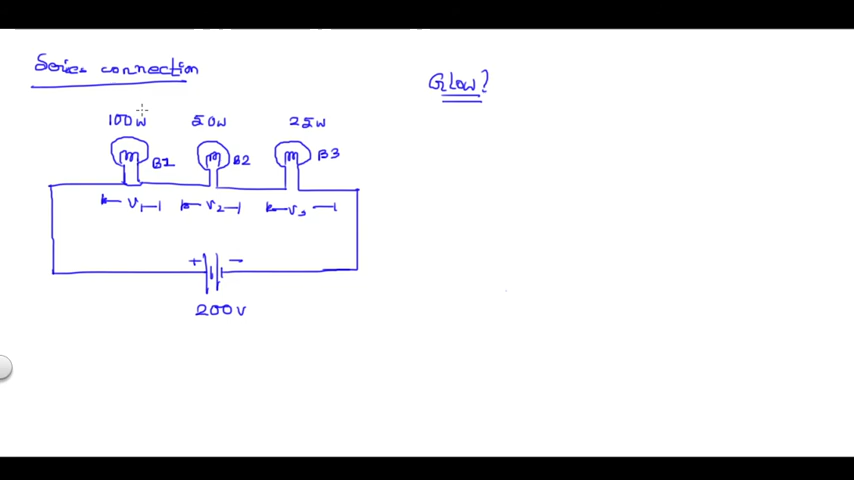 Series connection
Glow?
100W 50W 25W
B1 B2 B3
V1 V2 V3
+ -
200V